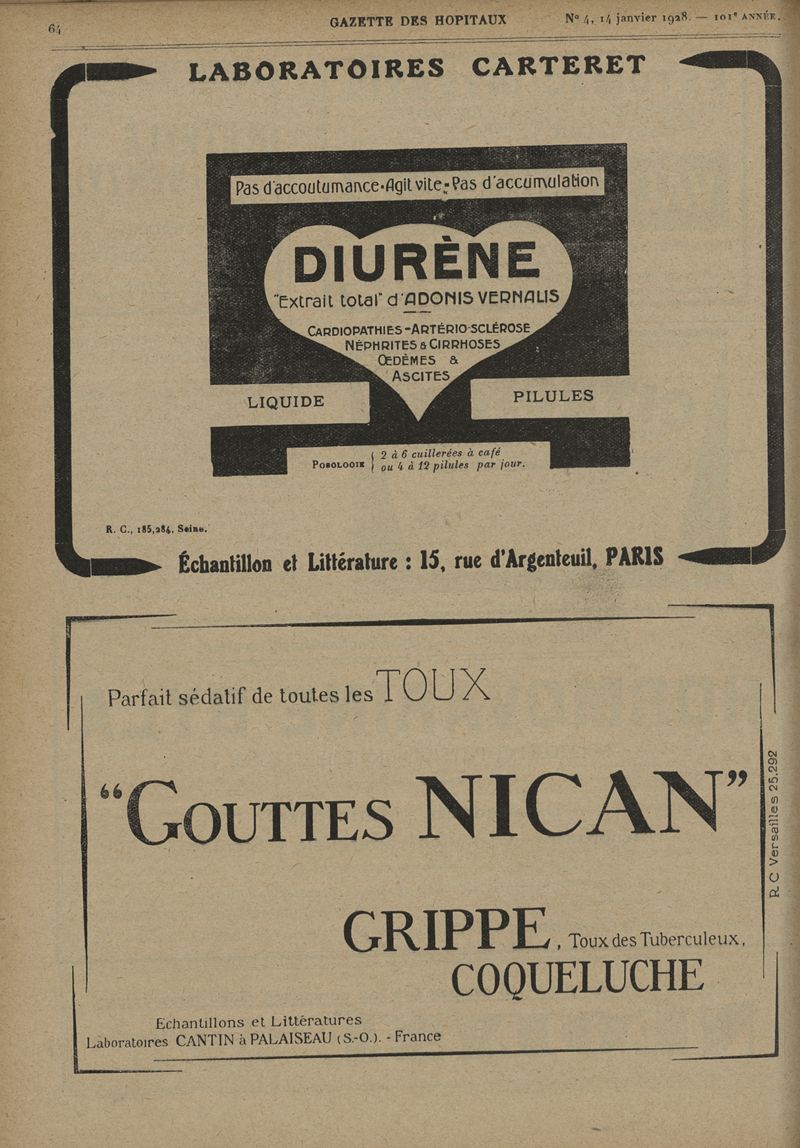 64
GAZETTE DES HOPITAUX
Nº 4, 14 janvier 1928. — 101e ANNÉE.
LABORATOIRES CARTERET
Pas d'accoutumance-Agit vite-Pas d'accumulation
DIURÈNE
"Extrait total" d'ADONIS VERNALIS
CARDIOPATHIES-ARTÉRIO-SCLÉROSE
NÉPHRITES & CIRRHOSES
ŒDÈMES &
ASCITES
LIQUIDE
PILULES
POSOLOGIE { 2 à 6 cuillerées à café
ou 4 à 12 pilules par jour.
R. C., 185,284, Seine.
Échantillon et Littérature : 15, rue d'Argenteuil, PARIS
Parfait sédatif de toutes les TOUX
"GOUTTES NICAN"
R.C Versailles 25.292
GRIPPE, Toux des Tuberculeux,
COQUELUCHE
Echantillons et Littératures
Laboratoires CANTIN à PALAISEAU (S.-O.). - France